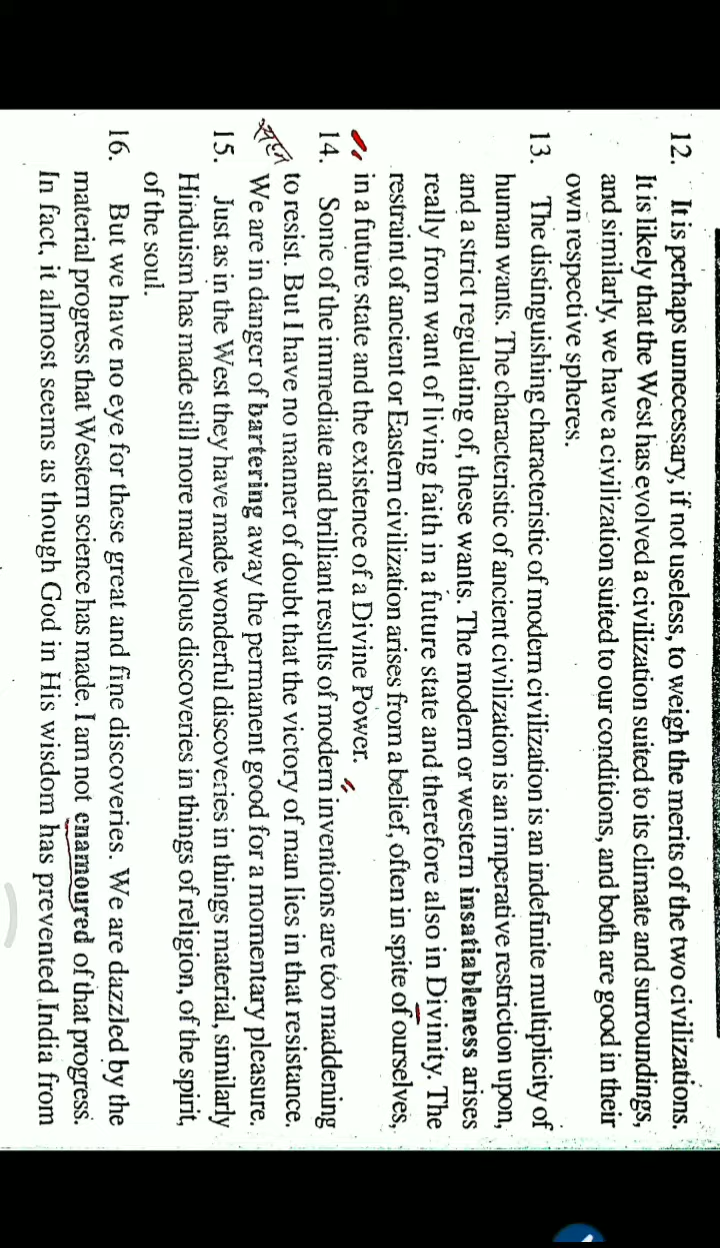 12. It is perhaps unnecessary, if not useless, to weigh the merits of the two civilizations.
It is likely that the West has evolved a civilization suited to its climate and surroundings,
and similarly, we have a civilization suited to our conditions, and both are good in their
own respective spheres.
13. The distinguishing characteristic of modern civilization is an indefinite multiplicity of
human wants. The characteristic of ancient civilization is an imperative restriction upon,
and a strict regulating of, these wants. The modern or western insatiableness arises
really from want of living faith in a future state and therefore also in Divinity. The
restraint of ancient or Eastern civilization arises from a belief, often in spite of ourselves,
in a future state and the existence of a Divine Power.
14. Some of the immediate and brilliant results of modern inventions are too maddening
to resist. But I have no manner of doubt that the victory of man lies in that resistance.
We are in danger of bartering away the permanent good for a momentary pleasure.
15. Just as in the West they have made wonderful discoveries in things material, similarly
Hinduism has made still more marvellous discoveries in things of religion, of the spirit,
of the soul.
16. But we have no eye for these great and fine discoveries. We are dazzled by the
material progress that Western science has made. I am not enamoured of that progress.
In fact, it almost seems as though God in His wisdom has prevented India from